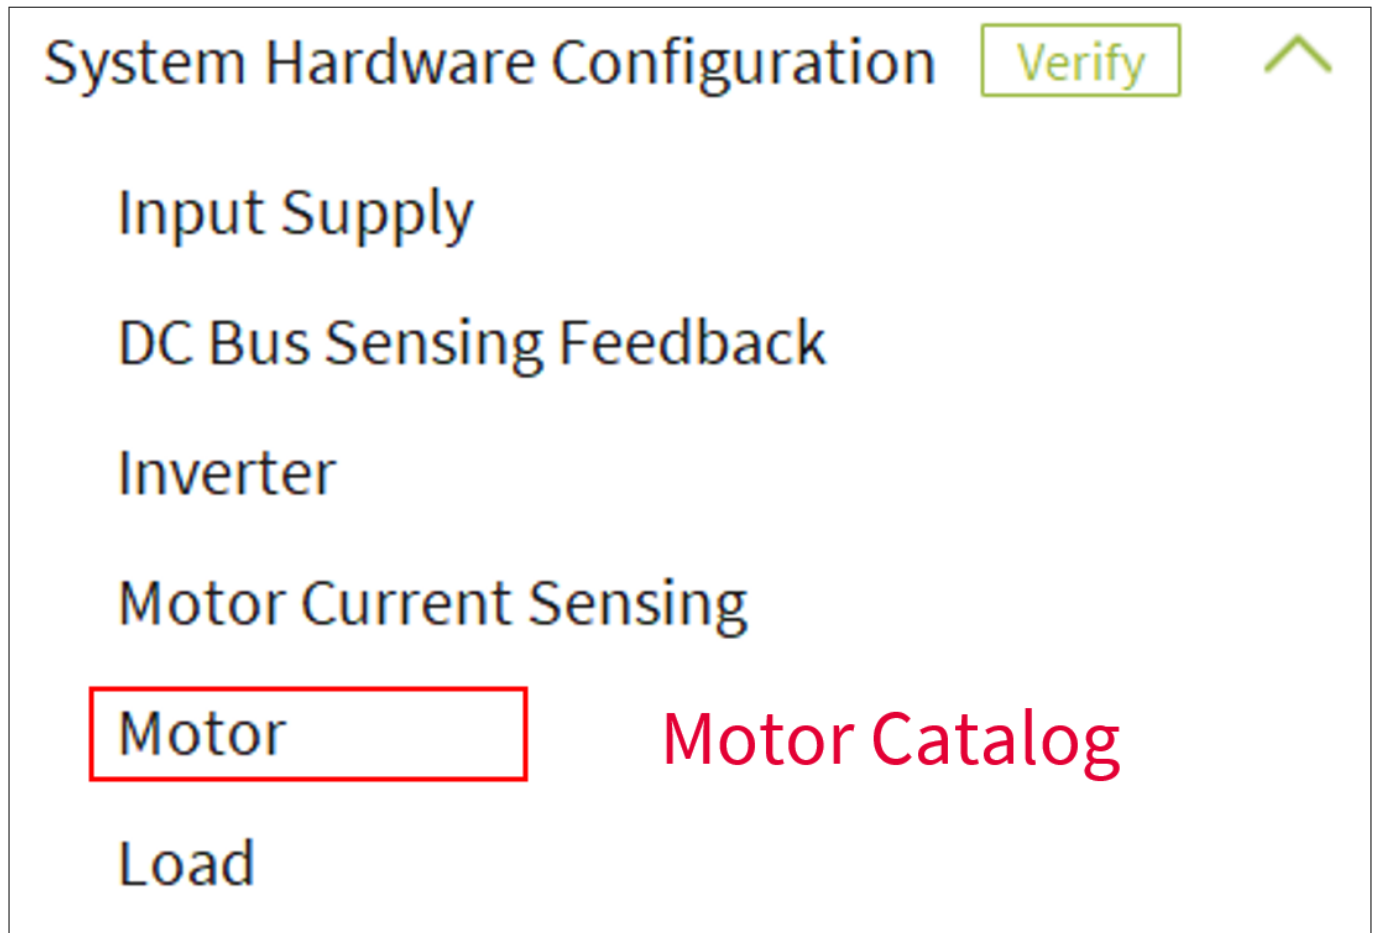 System Hardware Configuration Verify
Input Supply
DC Bus Sensing Feedback
Inverter
Motor Current Sensing
Motor Motor Catalog
Load